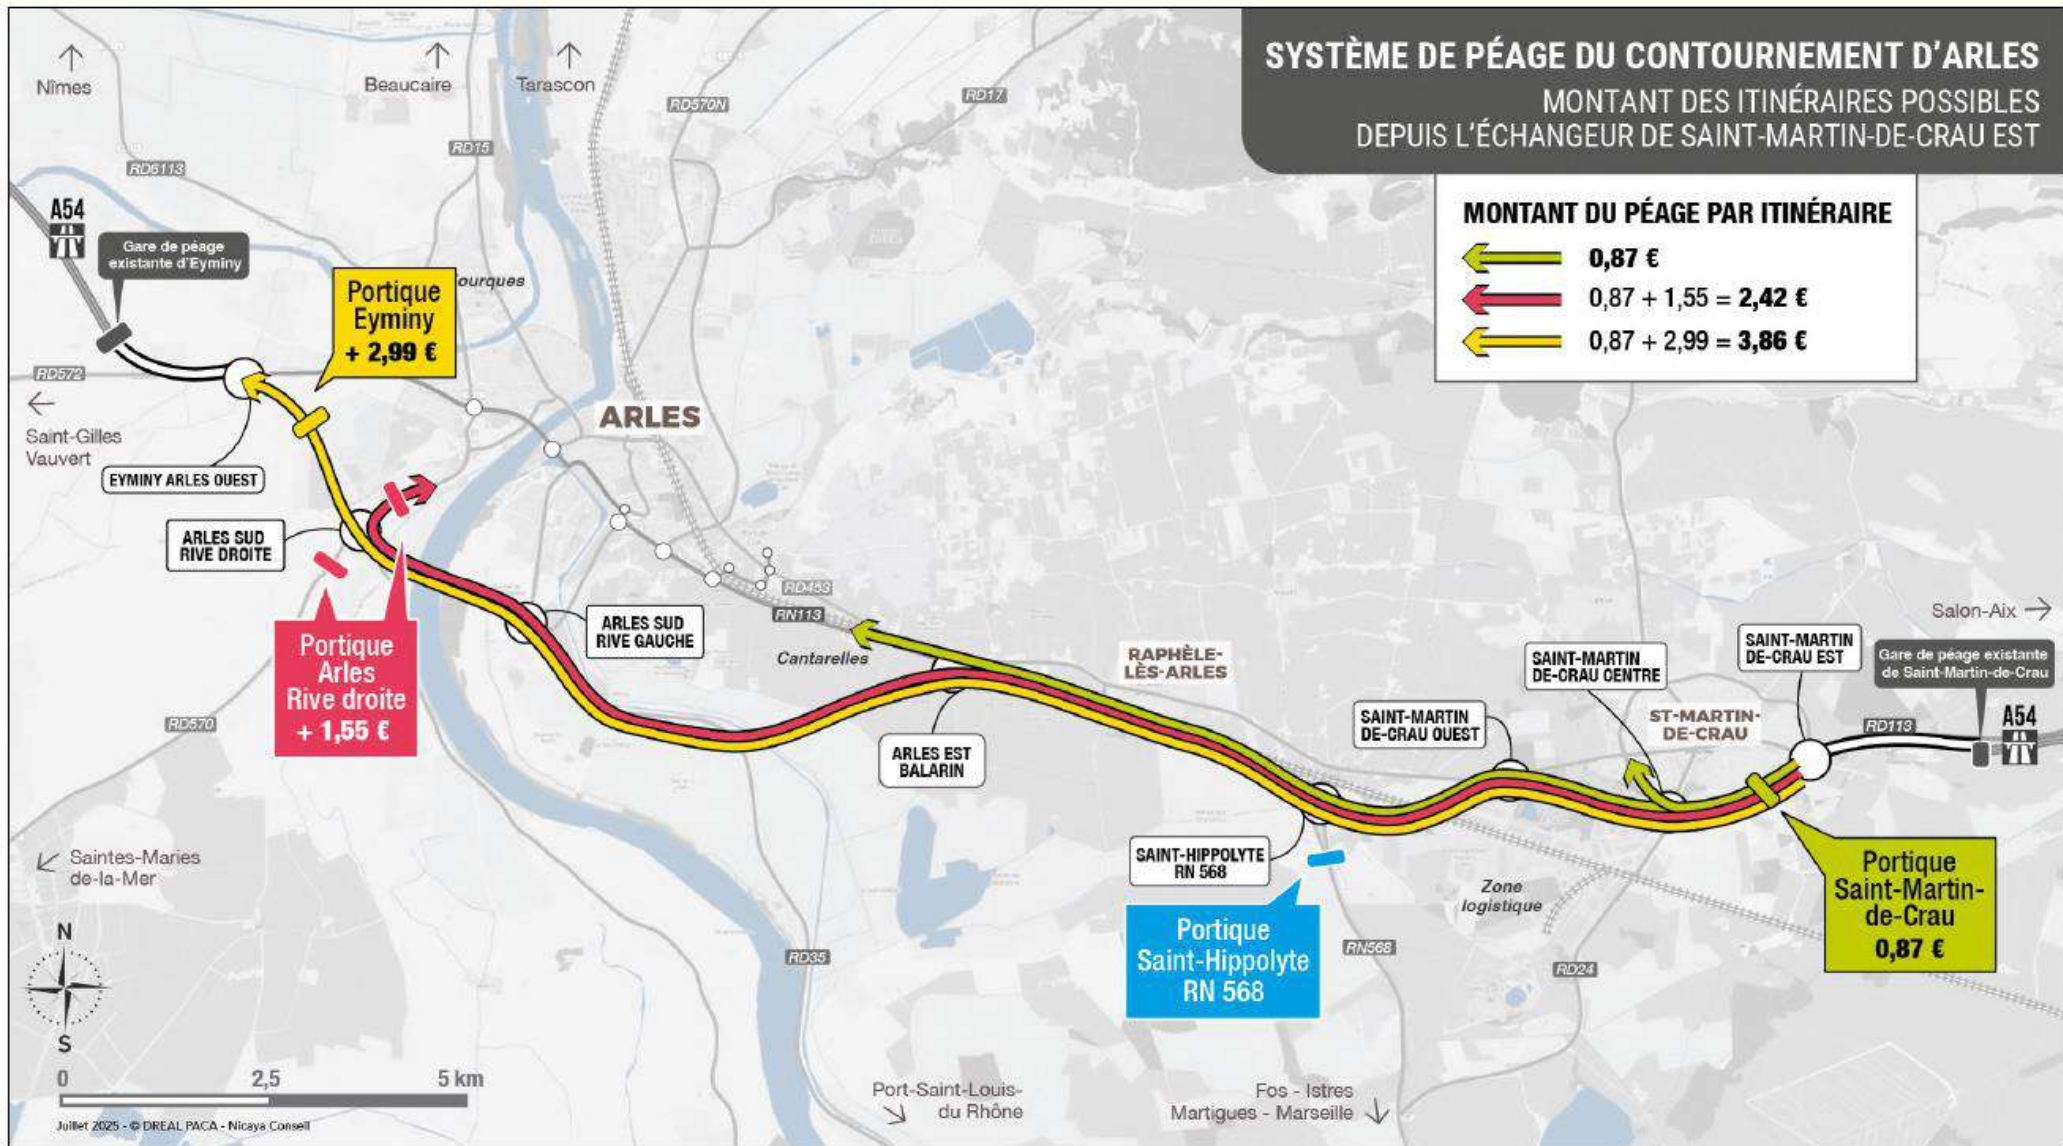 SYSTÈME DE PÉAGE DU CONTOURNEMENT D'ARLES
MONTANT DES ITINÉRAIRES POSSIBLES
DEPUIS L'ÉCHANGEUR DE SAINT-MARTIN-DE-CRAU EST
MONTANT DU PÉAGE PAR ITINÉRAIRE
0,87 €
0,87 + 1,55 = 2,42 €
0,87 + 2,99 = 3,86 €
Nîmes
Beaucaire
Tarascon
RD570N
RD17
RD15
RD6113
A54
Gare de péage
existante d'Eyminy
Portique
Eyminy
+ 2,99 €
ourques
RD572
Saint-Gilles
Vauvert
ARLES
EYMINY ARLES OUEST
ARLES SUD
RIVE DROITE
ARLES SUD
RIVE GAUCHE
RD453
RN113
Cantarelles
Portique
Arles
Rive droite
+ 1,55 €
RD570
RAPHÈLE-
LÈS-ARLES
ARLES EST
BALARIN
SAINT-MARTIN
DE-CRAU OUEST
SAINT-MARTIN
DE-CRAU CENTRE
ST-MARTIN-
DE-CRAU
SAINT-MARTIN
DE-CRAU EST
Salon-Aix
Gare de péage existante
de Saint-Martin-de-Crau
RD113
A54
SAINT-HIPPOLYTE
RN 568
Portique
Saint-Hippolyte
RN 568
Zone
logistique
Portique
Saint-Martin-
de-Crau
0,87 €
Saintes-Maries
de-la-Mer
RD35
RN568
RD24
N
S
0
2,5
5 km
Port-Saint-Louis-
du Rhône
Fos - Istres
Martigues - Marseille
Juillet 2025 - © DREAL PACA - Nicaya Conseil